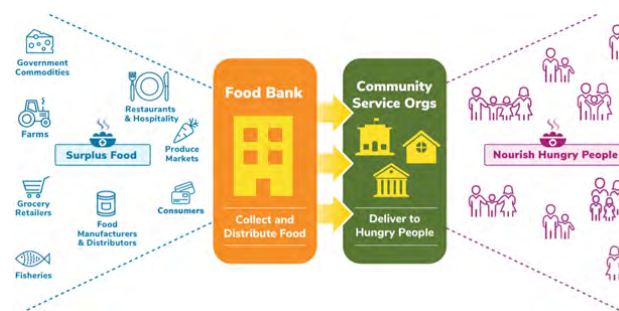 Government
Commodities
Restaurants
& Hospitality
Farms
Surplus Food
Produce
Markets
Grocery
Retailers
Food
Manufacturers
& Distributors
Consumers
Fisheries
Food Bank
Collect and
Distribute Food
Community
Service Orgs
Deliver to
Hungry People
Nourish Hungry People